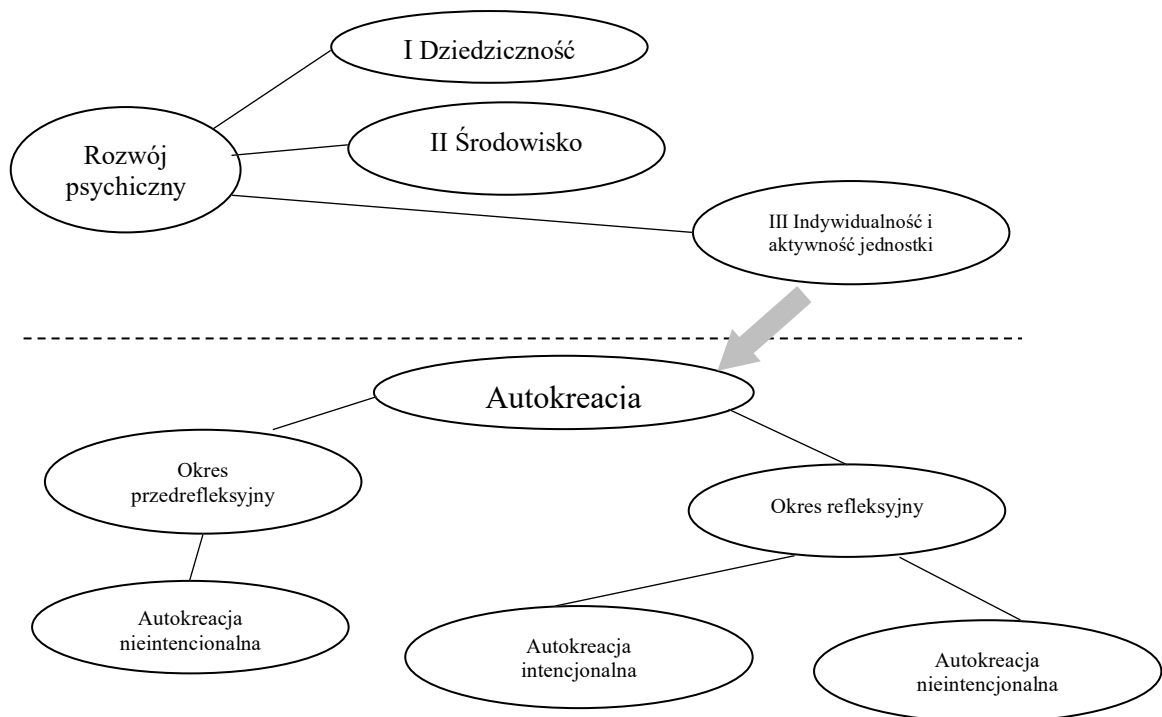 I Dziedziczność
II Środowisko
Rozwój
psychiczny
III Indywidualność i
aktywność jednostki
Autokreacja
Okres
przedrefleksyjny
Okres refleksyjny
Autokreacja
nieintencionalna
Autokreacja
intencjonalna
Autokreacja
nieintencjonalna